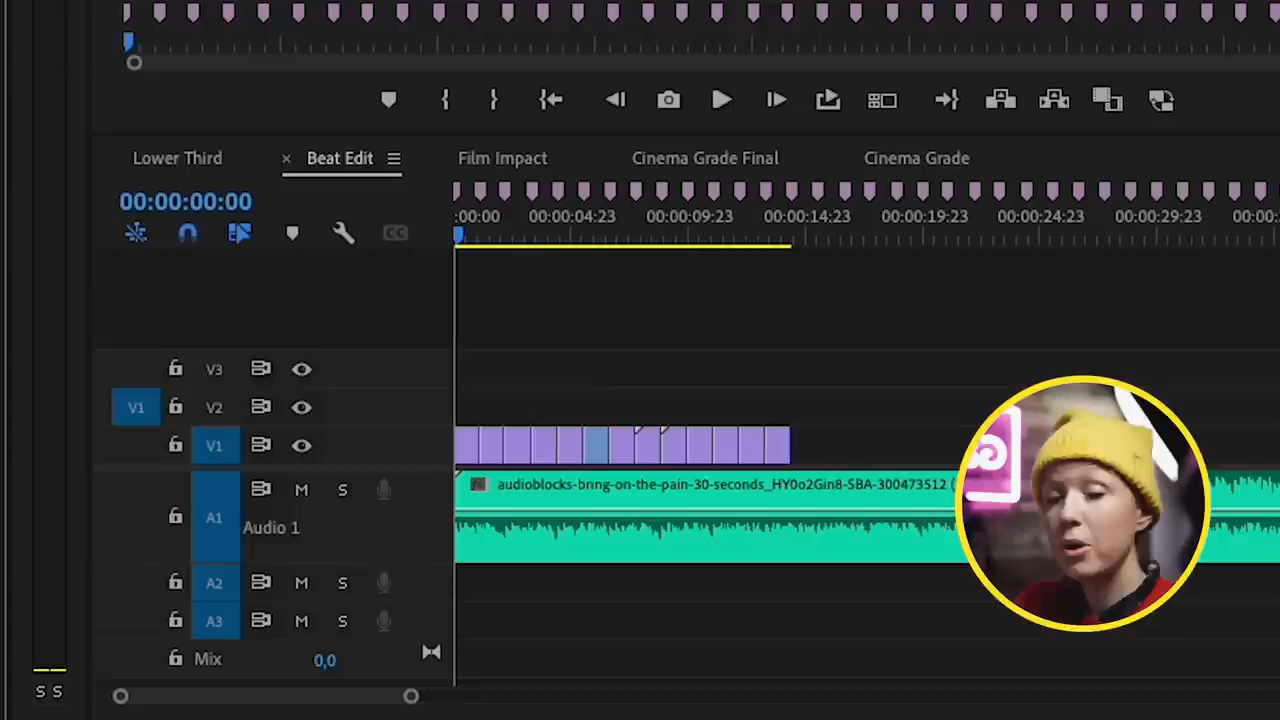 Lower Third
× Beat Edit
Film Impact
Cinema Grade Final
Cinema Grade
00:00:00:00
:00:00
00:00:04:23
00:00:09:23
00:00:14:23
00:00:19:23
00:00:24:23
00:00:29:23
00:00:
CC
V3
V1
V2
V1
audioblocks-bring-on-the-pain-30-seconds_HY0o2Gin8-SBA-300473512 (
M
S
A1
Audio 1
A2
M
S
A3
M
S
Mix
0,0
S S